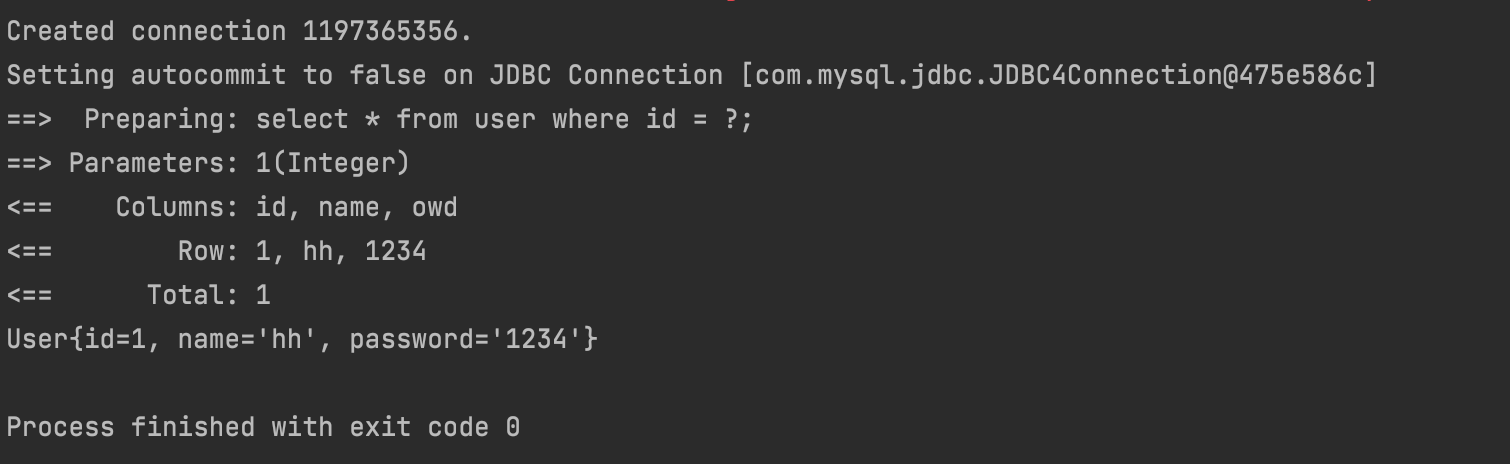 Created connection 1197365356.
Setting autocommit to false on JDBC Connection [com.mysql.jdbc.JDBC4Connection@475e586c]
==>  Preparing: select * from user where id = ?;
==> Parameters: 1(Integer)
<==    Columns: id, name, owd
<==        Row: 1, hh, 1234
<==      Total: 1
User{id=1, name='hh', password='1234'}
Process finished with exit code 0